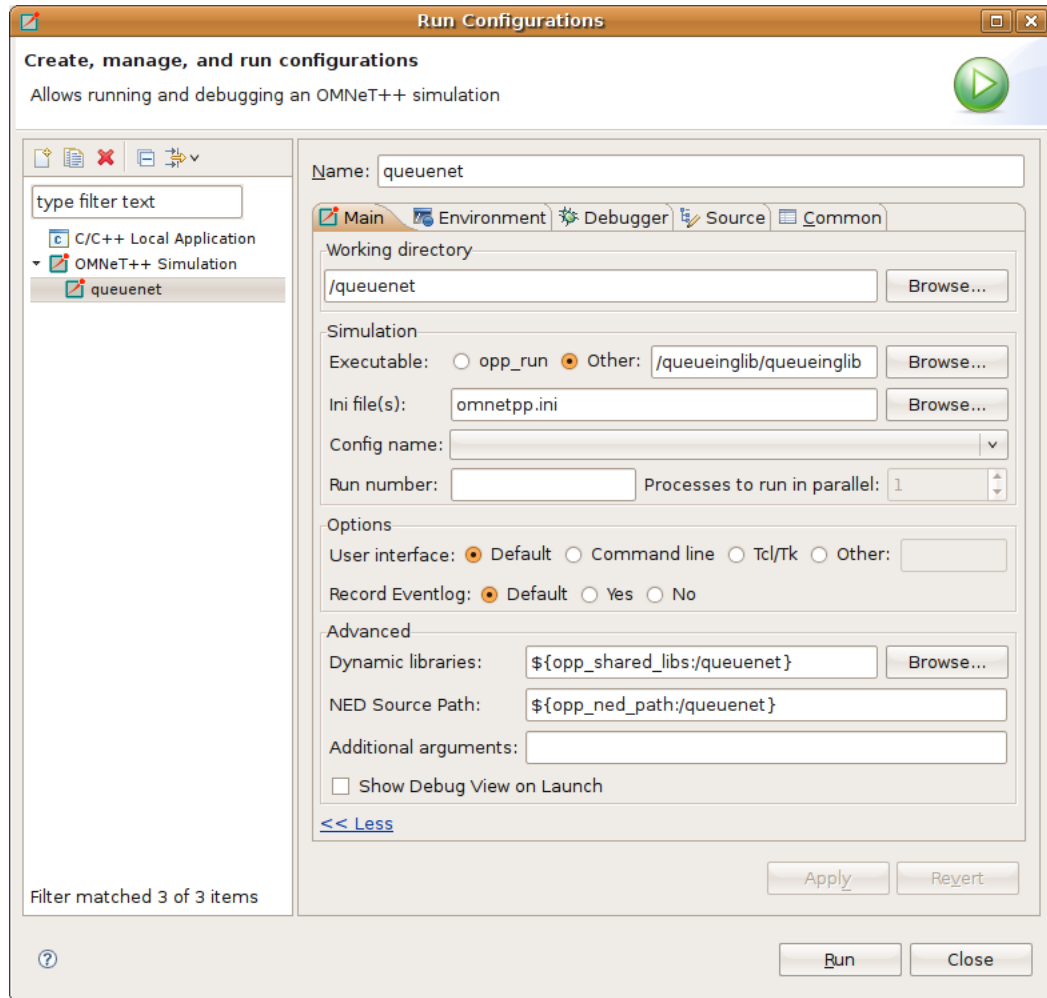 Run Configurations
Create, manage, and run configurations
Allows running and debugging an OMNeT++ simulation
type filter text
C/C++ Local Application
OMNeT++ Simulation
queuenet
Filter matched 3 of 3 items
Name: queuenet
Main Environment Debugger Source Common
Working directory
/queuenet Browse...
Simulation
Executable: opp_run Other: /queueinglib/queueinglib Browse...
Ini file(s): omnetpp.ini Browse...
Config name:
Run number: Processes to run in parallel: 1
Options
User interface: Default Command line Tcl/Tk Other:
Record Eventlog: Default Yes No
Advanced
Dynamic libraries: ${opp_shared_libs:/queuenet} Browse...
NED Source Path: ${opp_ned_path:/queuenet}
Additional arguments:
Show Debug View on Launch
<< Less
Apply Revert
Run Close